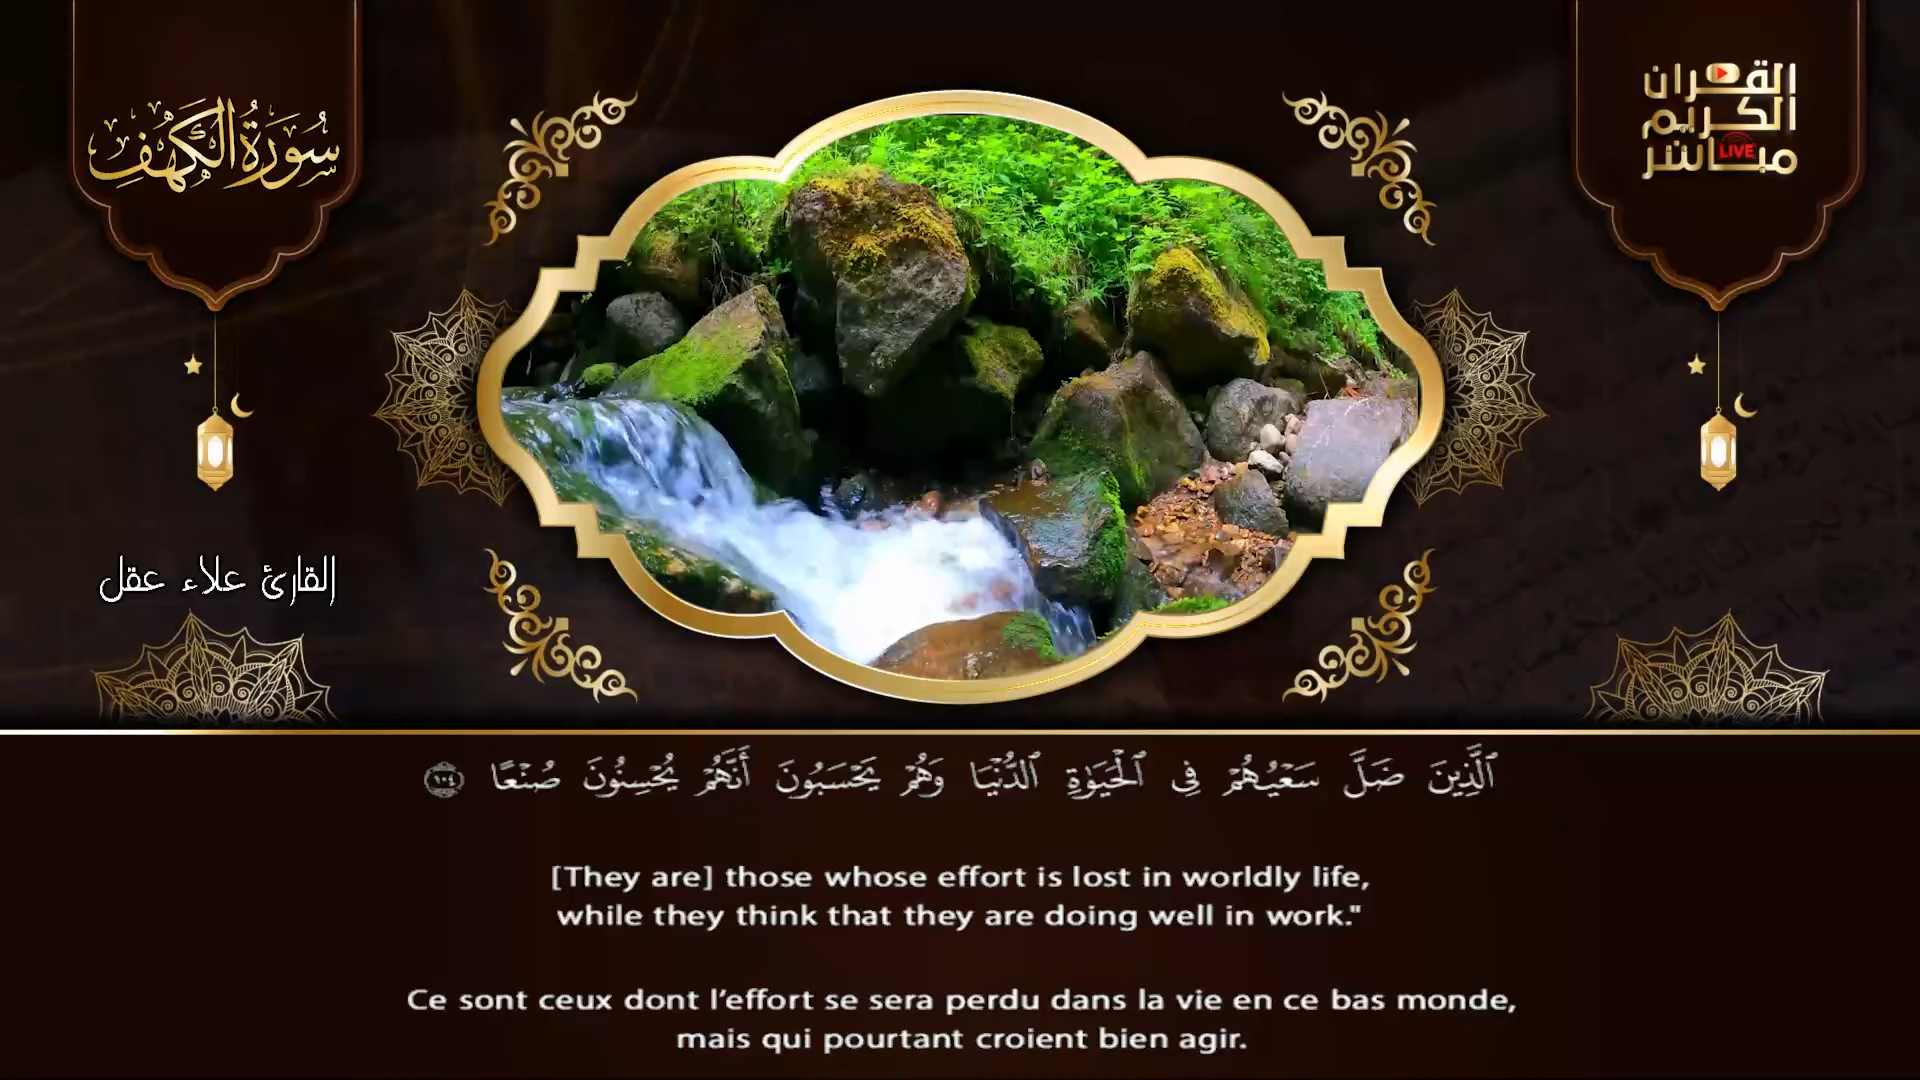 سُورَةُ الكَهْفِ
القرآن
الكريم
مباشر
LIVE
القارئ علاء عقل
ٱلَّذِينَ ضَلَّ سَعْيُهُمْ فِي ٱلْحَيَوٰةِ ٱلدُّنْيَا وَهُمْ يَحْسَبُونَ أَنَّهُمْ يُحْسِنُونَ صُنْعًا ١٠٤
[They are] those whose effort is lost in worldly life,
while they think that they are doing well in work."
Ce sont ceux dont l’effort se sera perdu dans la vie en ce bas monde,
mais qui pourtant croient bien agir.